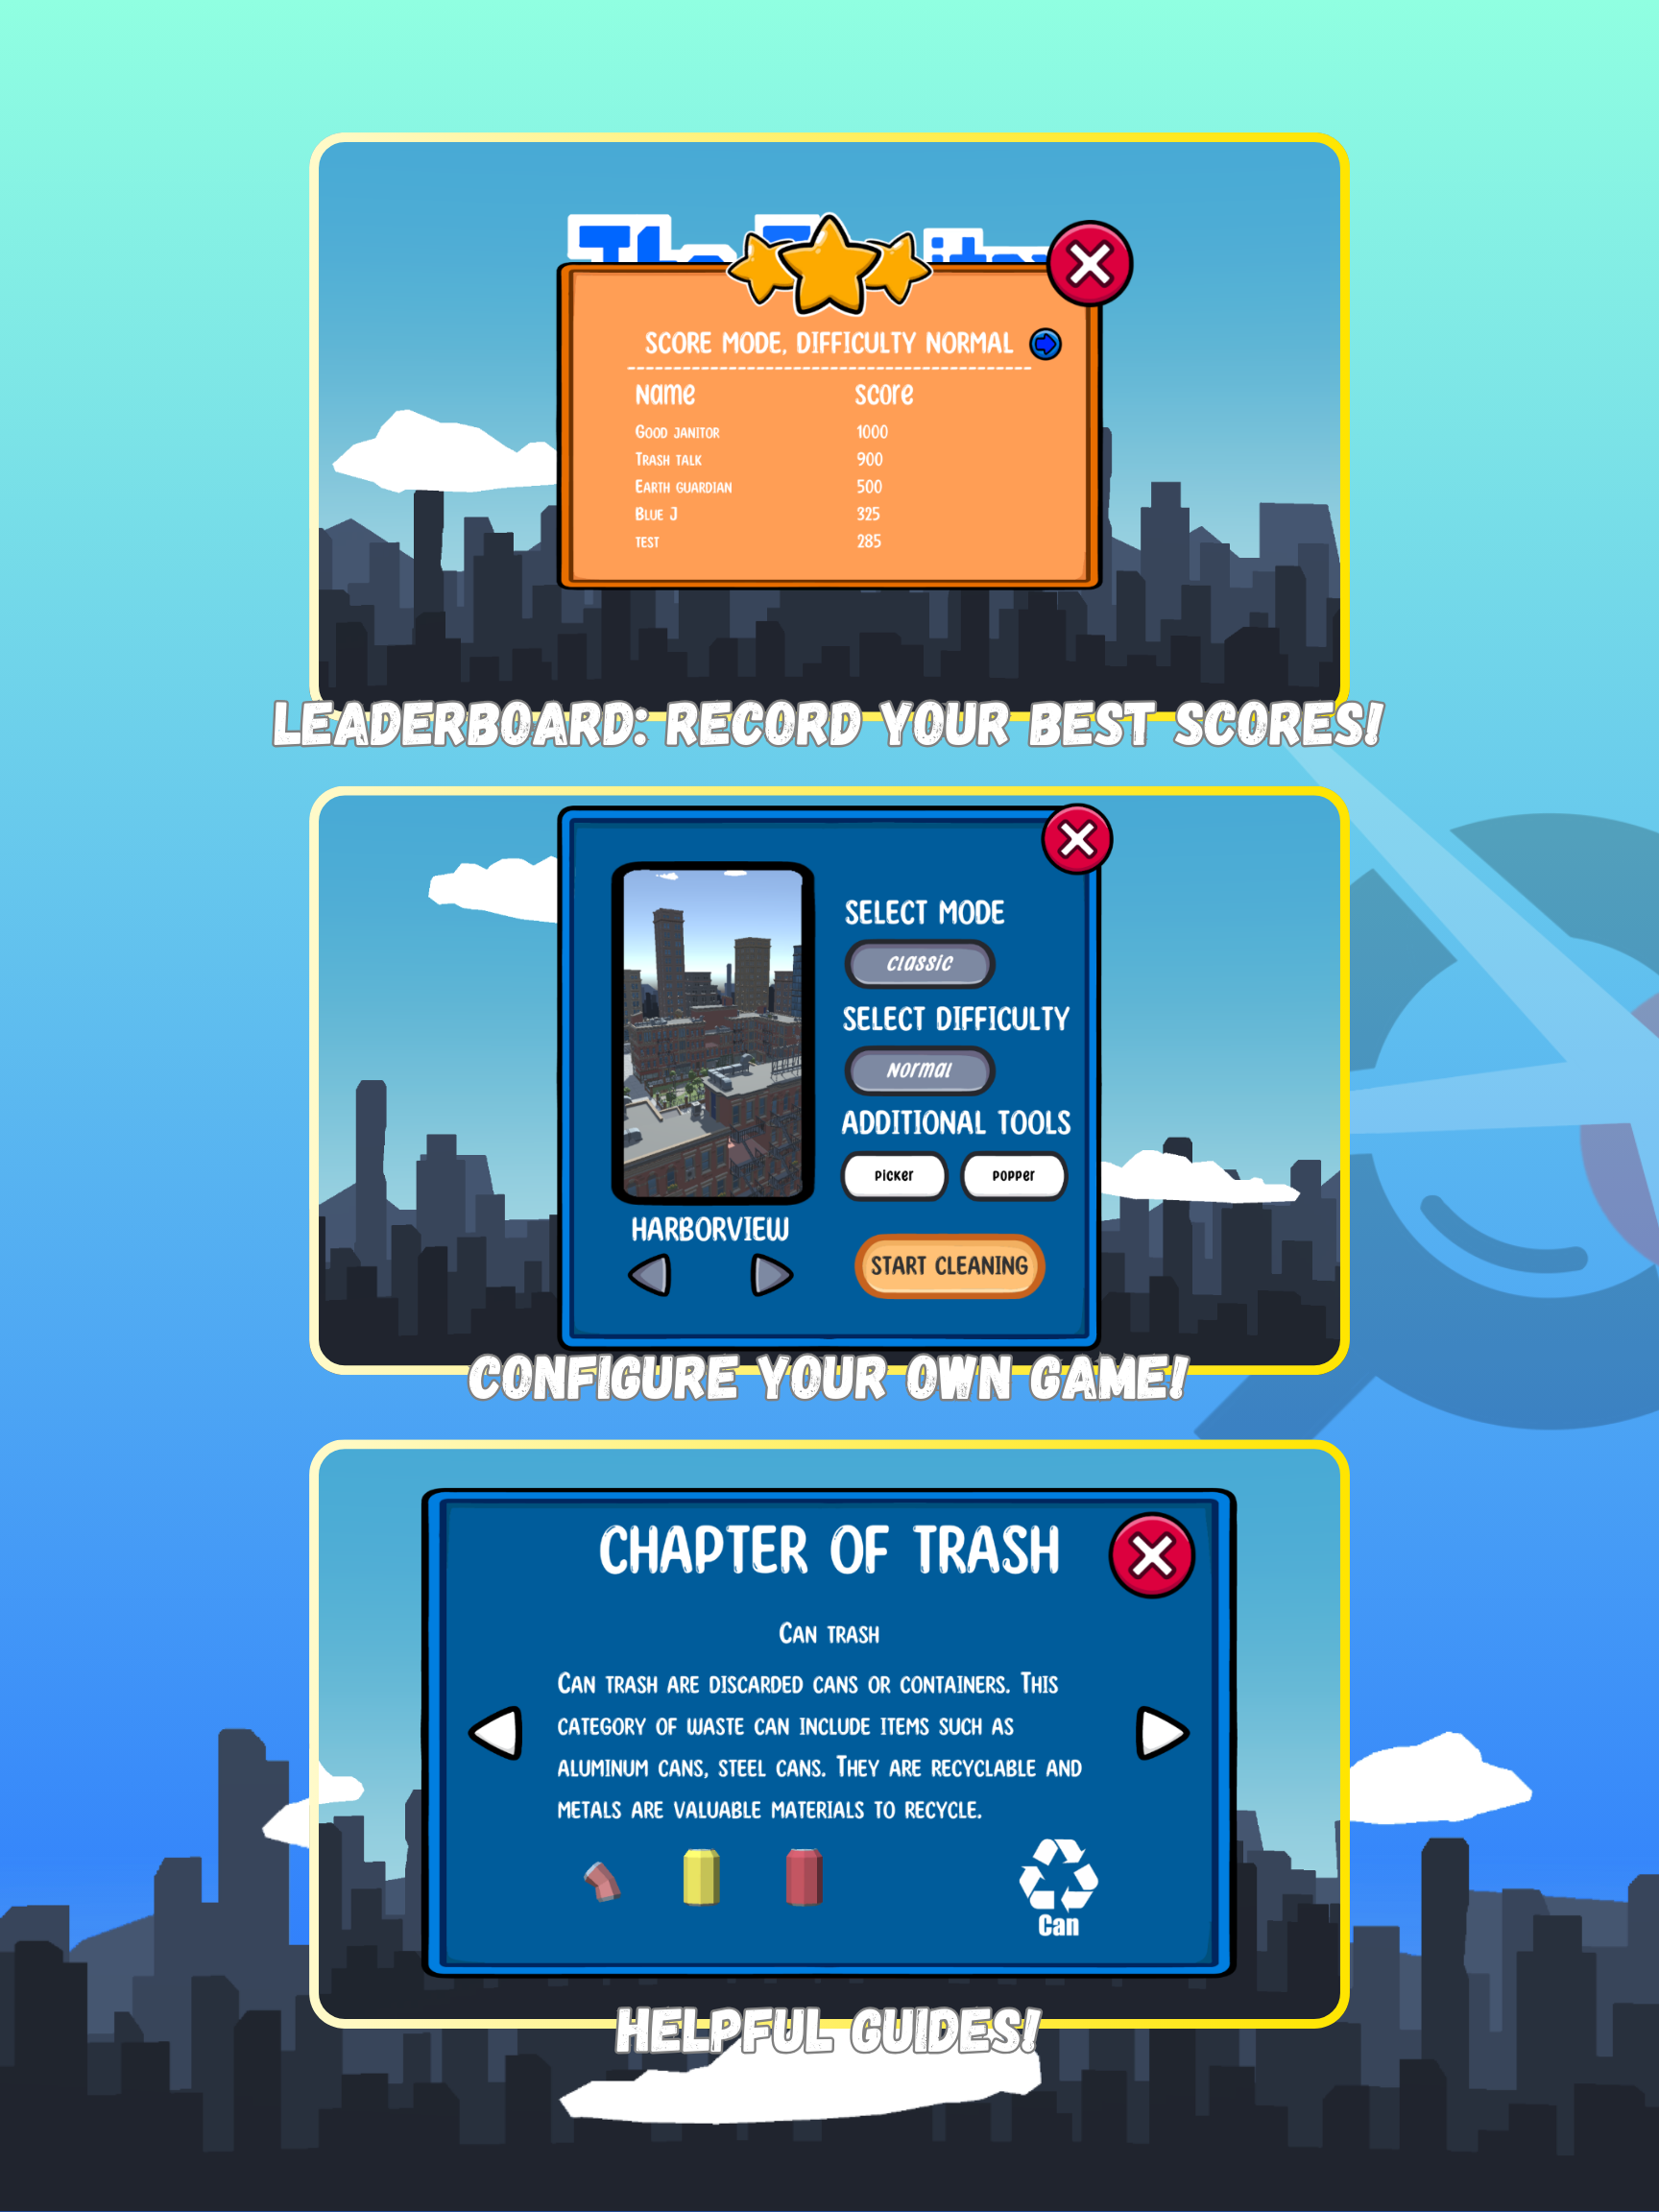 The
SCORE MODE, DIFFICULTY NORMAL
Name Score
Good janitor 1000
Trash talk 900
Earth guardian 500
Blue J 325
test 285
LEADERBOARD: RECORD YOUR BEST SCORES!
SELECT MODE
Classic
SELECT DIFFICULTY
Normal
ADDITIONAL TOOLS
Picker Popper
HARBORVIEW
START CLEANING
CONFIGURE YOUR OWN GAME!
CHAPTER OF TRASH
Can trash
Can trash are discarded cans or containers. This
category of waste can include items such as
aluminum cans, steel cans. They are recyclable and
metals are valuable materials to recycle.
Can
HELPFUL GUIDES!